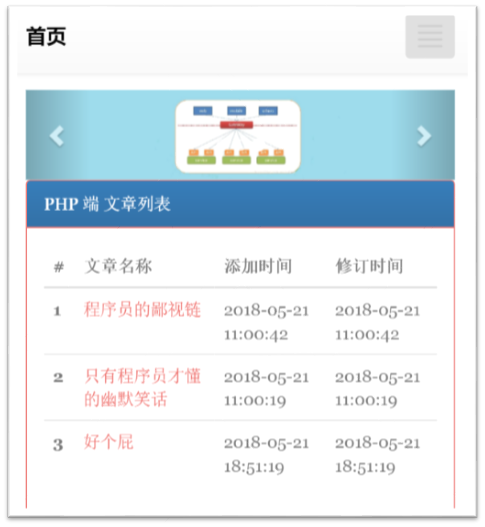 首页
PHP 端 文章列表
# 文章名称 添加时间 修订时间
1 程序员的鄙视链 2018-05-21 2018-05-21
11:00:42 11:00:42
2 只有程序员才懂 2018-05-21 2018-05-21
的幽默笑话 11:00:19 11:00:19
3 好个屁 2018-05-21 2018-05-21
18:51:19 18:51:19